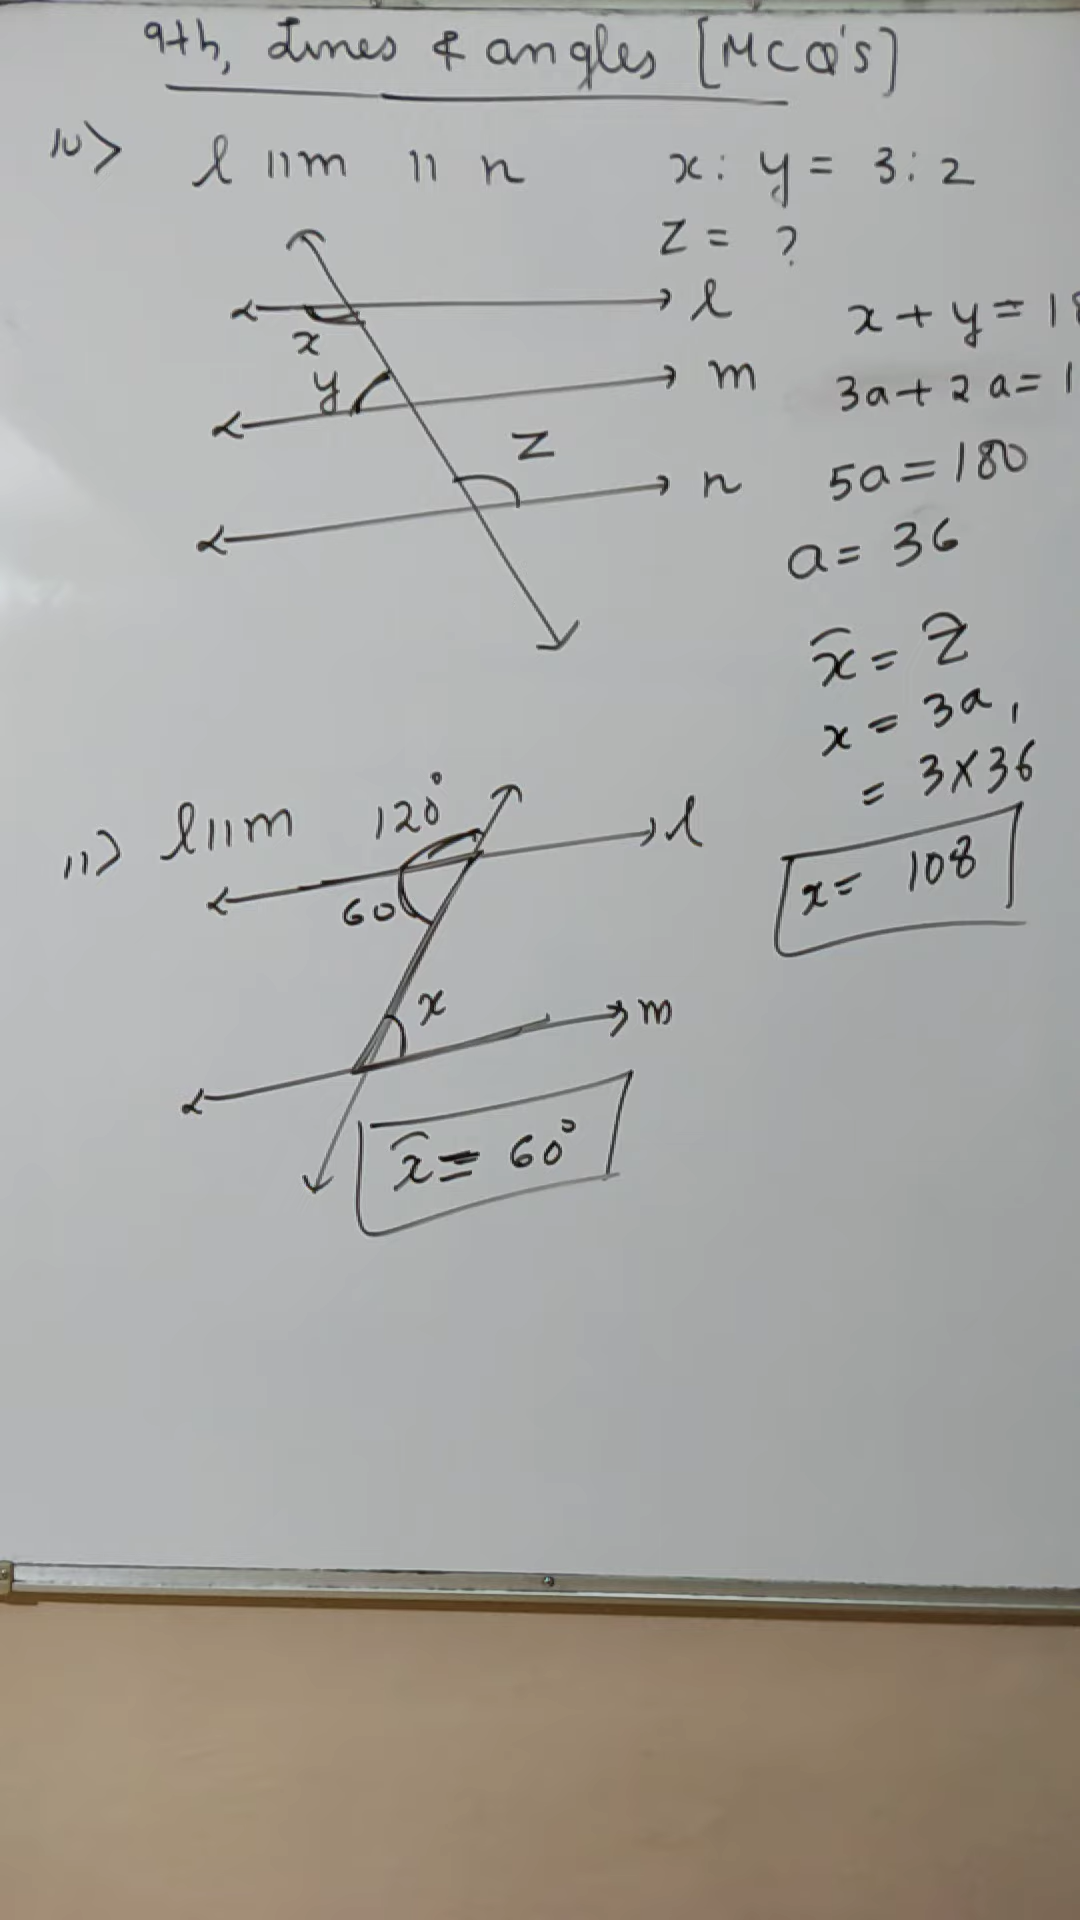 9th, Lines & angles [MCQ's]
10> l || m || n x : y = 3 : 2
z = ?
l
x
x + y = 18
y
m
3a + 2a = 1
z
n
5a = 180
a = 36
x = z
x = 3a,
= 3×36
x = 108
11> l||m 120°
l
60
x
m
x = 60°